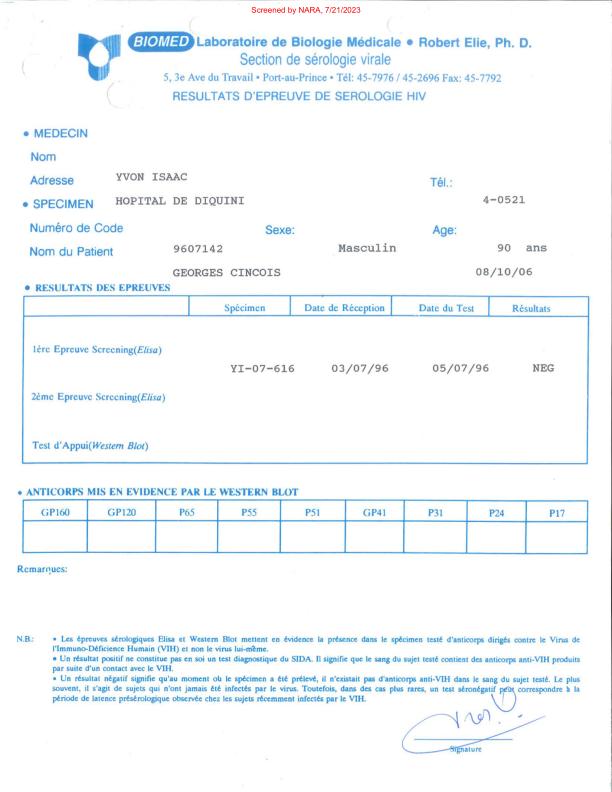 Screened by NARA, 7/21/2023
BIOMED Laboratoire de Biologie Médicale • Robert Elie, Ph. D.
Section de sérologie virale
5, 3e Ave du Travail • Port-au-Prince • Tél: 45-7976 / 45-2696 Fax: 45-7792
RESULTATS D'EPREUVE DE SEROLOGIE HIV
• MEDECIN
Nom
Adresse YVON ISAAC Tél.:
• SPECIMEN HOPITAL DE DIQUINI 4-0521
Numéro de Code Sexe: Age:
Nom du Patient 9607142 Masculin 90 ans
GEORGES CINCOIS 08/10/06
• RESULTATS DES EPREUVES
Spécimen Date de Réception Date du Test Résultats
1ère Epreuve Screening(Elisa)
YI-07-616 03/07/96 05/07/96 NEG
2ème Epreuve Screening(Elisa)
Test d'Appui(Western Blot)
• ANTICORPS MIS EN EVIDENCE PAR LE WESTERN BLOT
GP160 GP120 P65 P55 P51 GP41 P31 P24 P17
Remarques:
N.B.: • Les épreuves sérologiques Elisa et Western Blot mettent en évidence la présence dans le spécimen testé d'anticorps dirigés contre le Virus de
l'Immuno-Déficience Humain (VIH) et non le virus lui-même.
• Un résultat positif ne constitue pas en soi un test diagnostique du SIDA. Il signifie que le sang du sujet testé contient des anticorps anti-VIH produits
par suite d'un contact avec le VIH.
• Un résultat négatif signifie qu'au moment où le spécimen a été prélevé, il n'existait pas d'anticorps anti-VIH dans le sang du sujet testé. Le plus
souvent, il s'agit de sujets qui n'ont jamais été infectés par le virus. Toutefois, dans des cas plus rares, un test séronégatif peut correspondre à la
période de latence présérologique observée chez les sujets récemment infectés par le VIH.
Signature